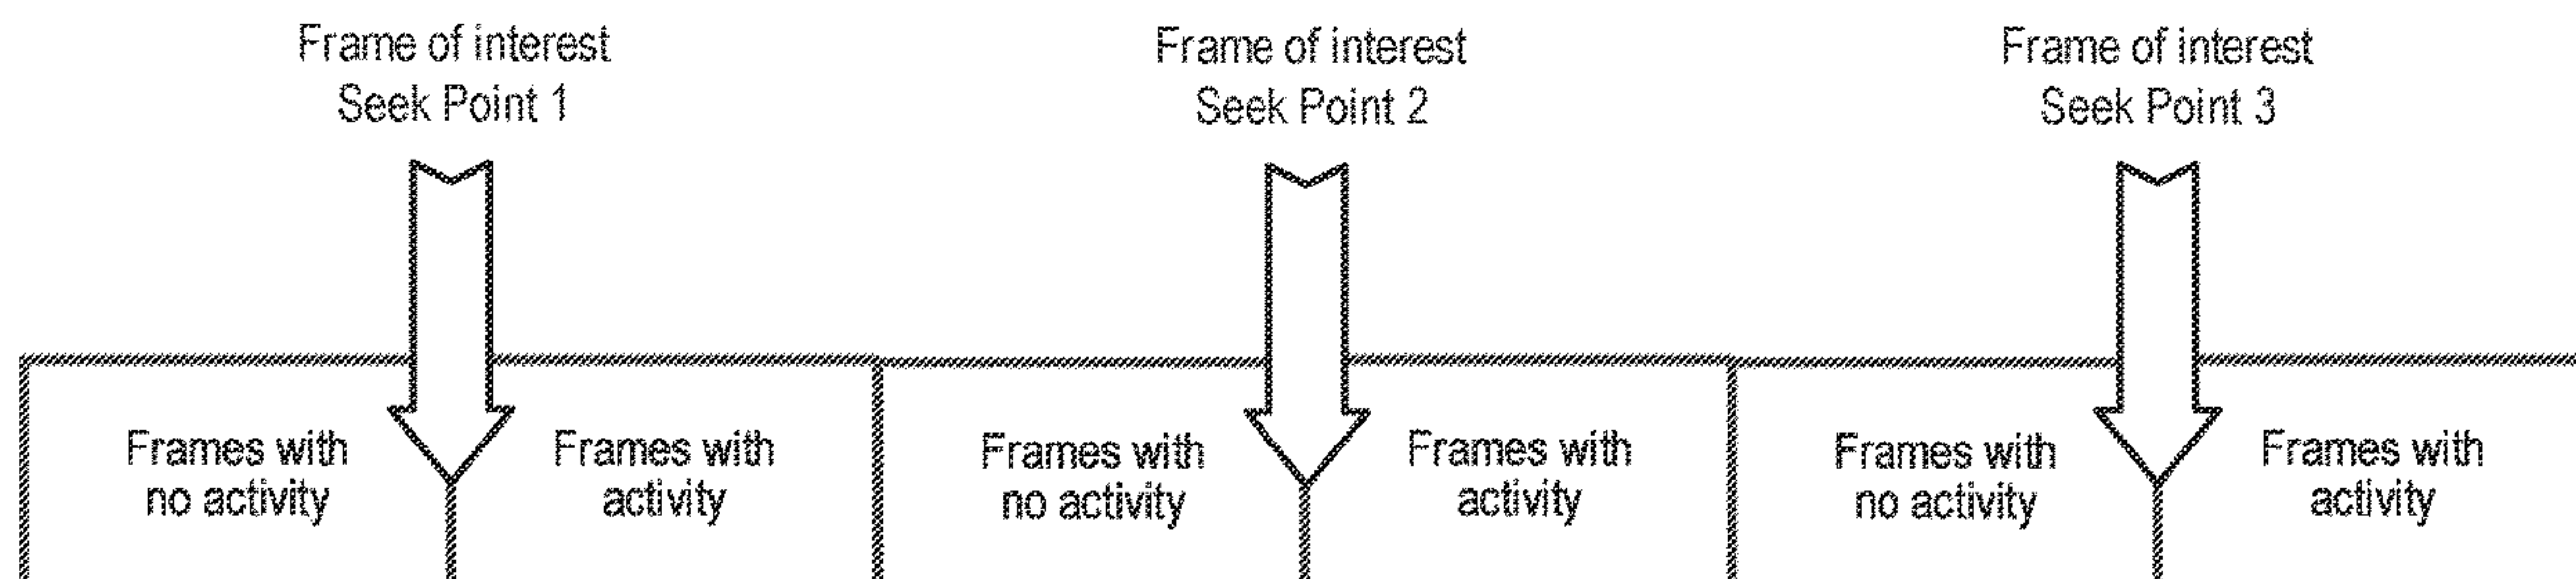 Frame of interest
Seek Point 1
Frame of interest
Seek Point 2
Frame of interest
Seek Point 3
Frames with
no activity
Frames with
activity
Frames with
no activity
Frames with
activity
Frames with
no activity
Frames with
activity